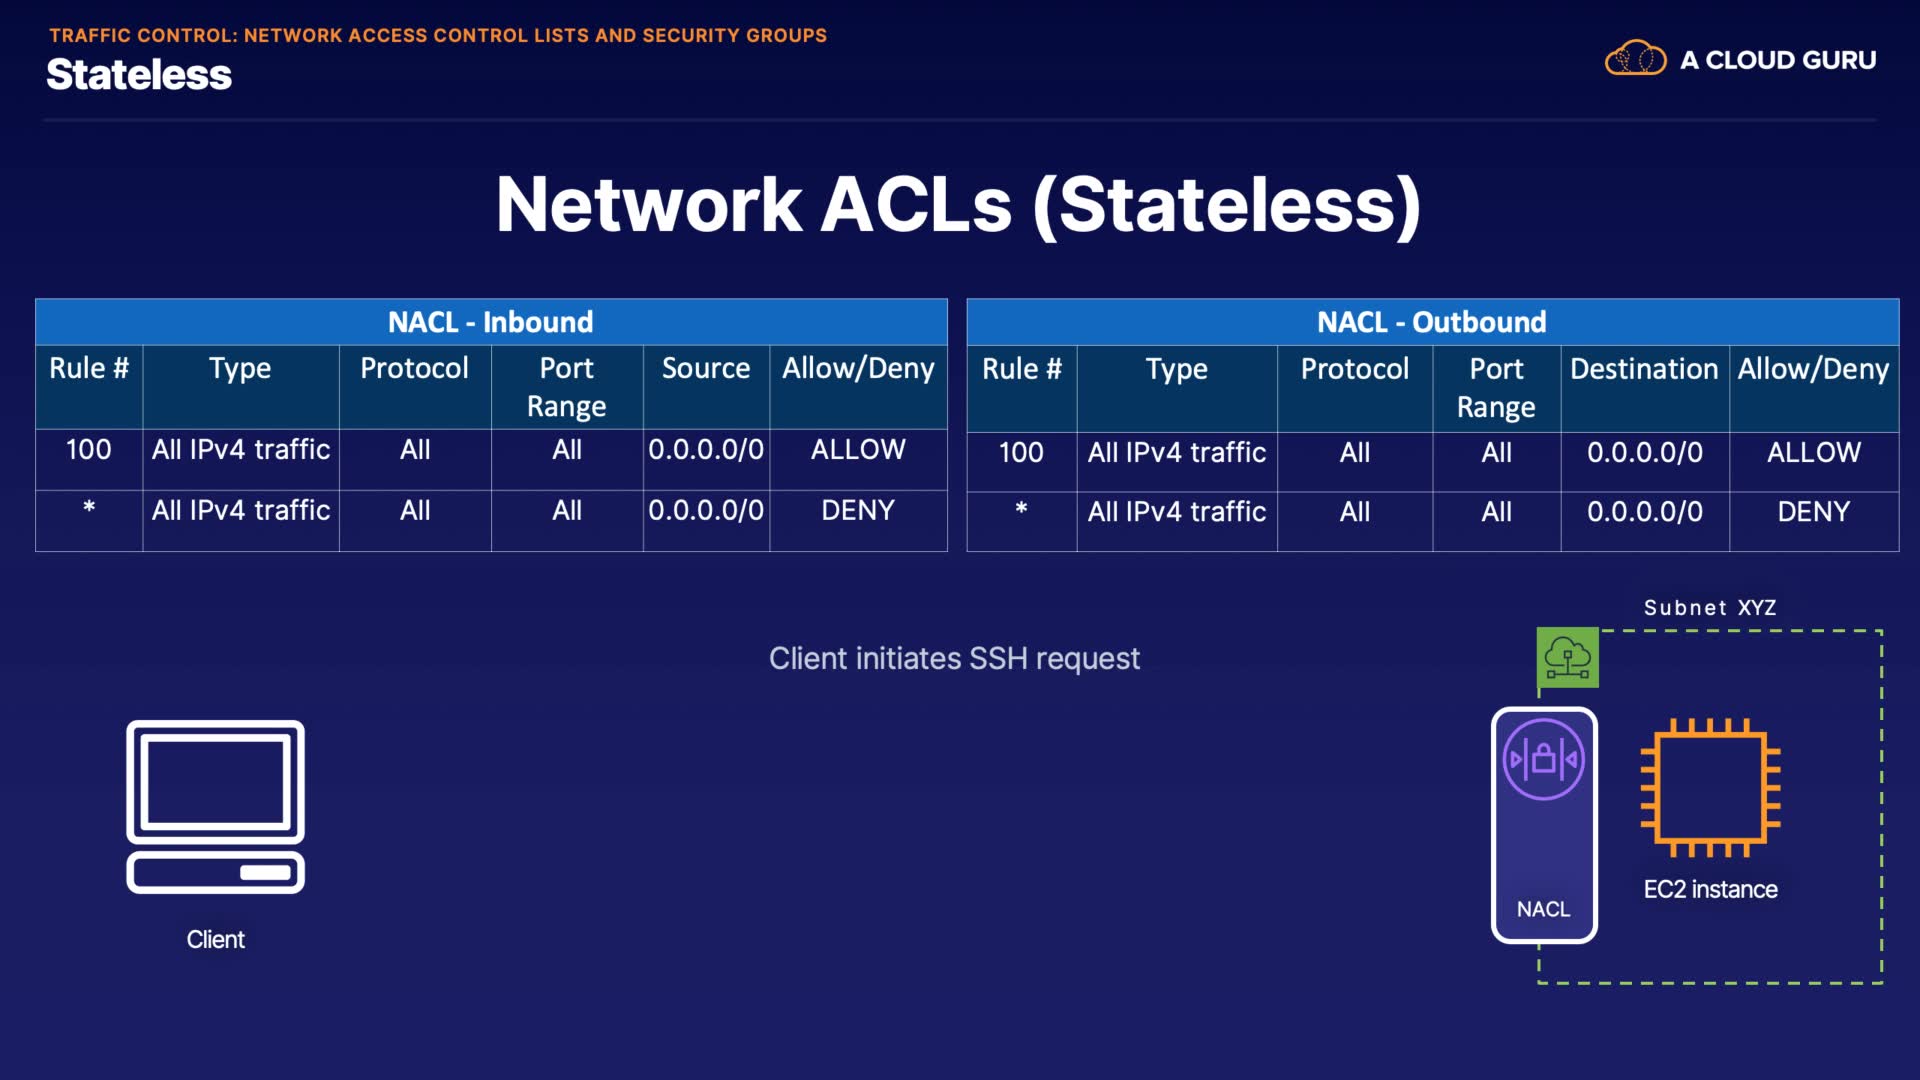 TRAFFIC CONTROL: NETWORK ACCESS CONTROL LISTS AND SECURITY GROUPS
Stateless
A CLOUD GURU
Network ACLs (Stateless)
NACL - Inbound
Rule # Type Protocol Port Range Source Allow/Deny
100 All IPv4 traffic All All 0.0.0.0/0 ALLOW
* All IPv4 traffic All All 0.0.0.0/0 DENY
NACL - Outbound
Rule # Type Protocol Port Range Destination Allow/Deny
100 All IPv4 traffic All All 0.0.0.0/0 ALLOW
* All IPv4 traffic All All 0.0.0.0/0 DENY
Subnet XYZ
Client initiates SSH request
EC2 instance
NACL
Client